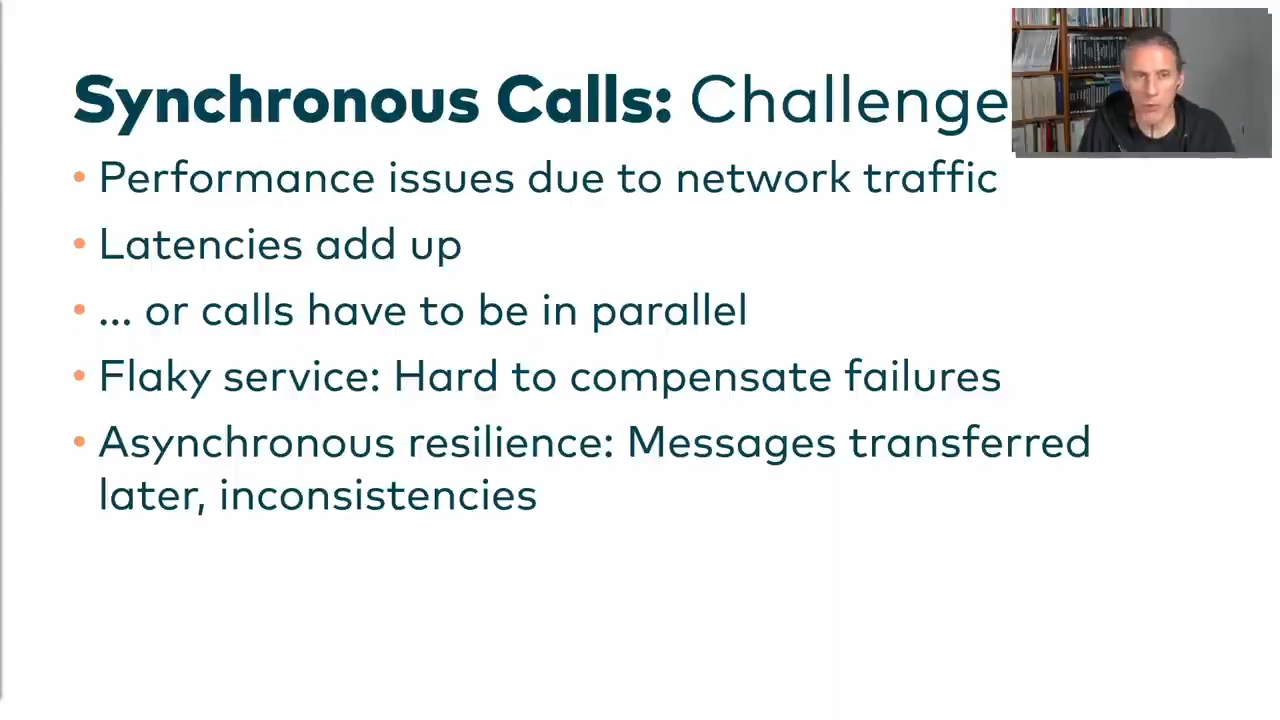 Synchronous Calls: Challenge
• Performance issues due to network traffic
• Latencies add up
• ... or calls have to be in parallel
• Flaky service: Hard to compensate failures
• Asynchronous resilience: Messages transferred
later, inconsistencies